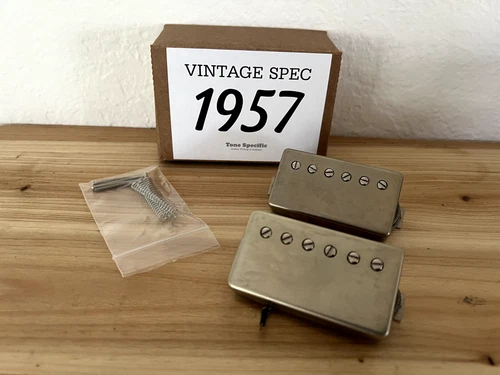 VINTAGE SPEC
1957
Tone Specific